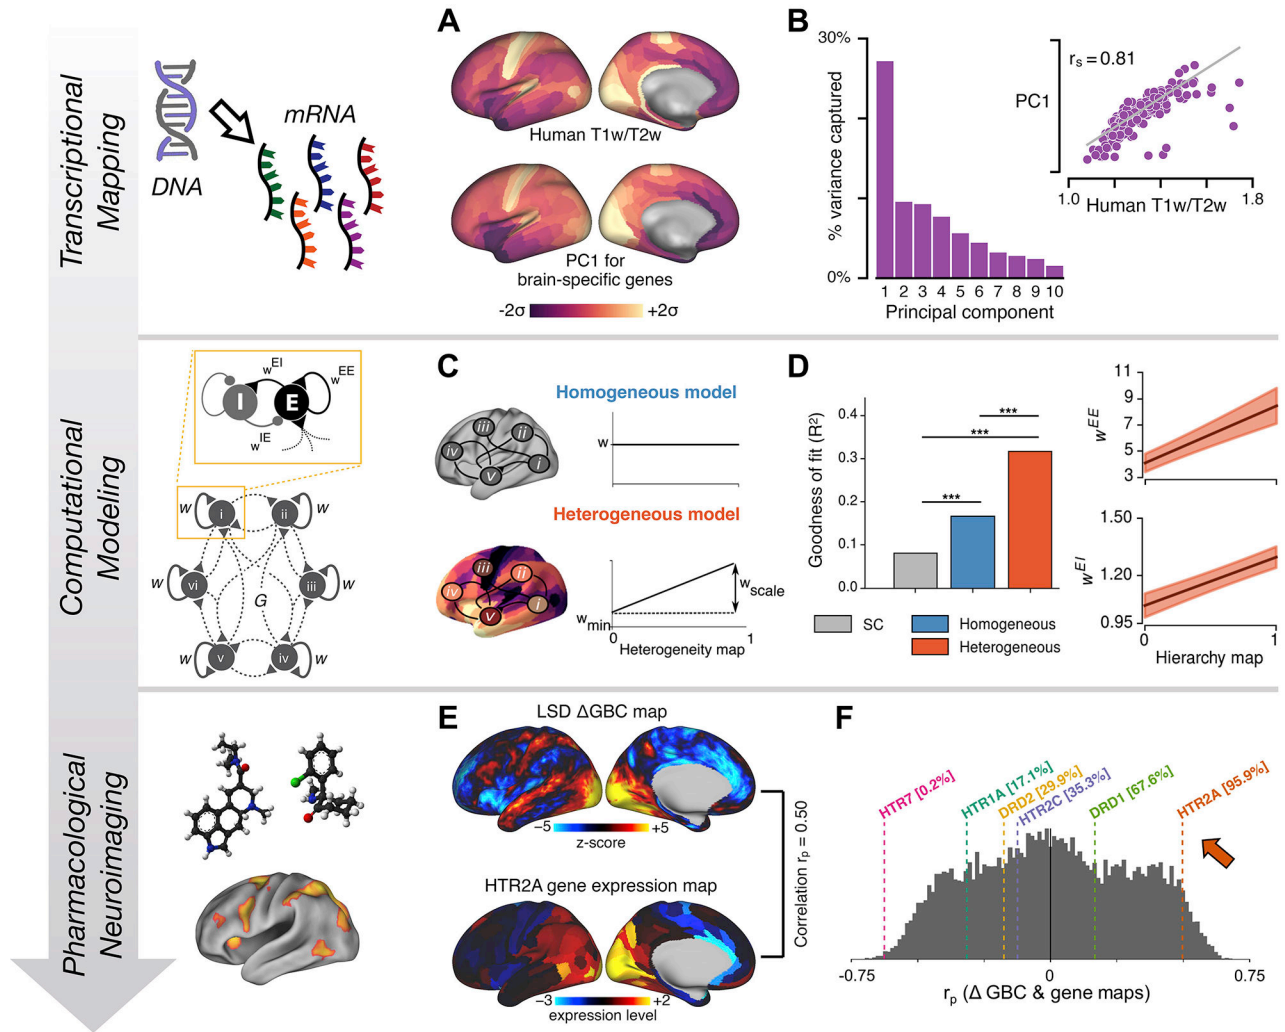 Transcriptional
Mapping
DNA
mRNA
A
Human T1w/T2w
PC1 for
brain-specific genes
-2σ
+2σ
B
30%
% variance captured
0%
1 2 3 4 5 6 7 8 9 10
Principal component
rs = 0.81
PC1
1.0
1.8
Human T1w/T2w
Computational
Modeling
wEI
wEE
I
E
wIE
w
i
ii
w
w
vi
iii
w
G
w
v
iv
w
C
Homogeneous model
iii
ii
iv
i
v
w
Heterogeneous model
iii
ii
iv
i
v
wscale
wmin
0
1
Heterogeneity map
D
Goodness of fit (R²)
0.4
0.3
0.2
0.1
0.0
***
***
***
SC
Homogeneous
Heterogeneous
wEE
11
9
7
5
3
wEI
1.50
1.20
0.95
0
1
Hierarchy map
Pharmacological
Neuroimaging
E
LSD ΔGBC map
−5
+5
z-score
HTR2A gene expression map
−3
+2
expression level
Correlation rp = 0.50
F
HTR7 [0.2%]
HTR1A [17.1%]
DRD2 [29.9%]
HTR2C [35.3%]
DRD1 [67.6%]
HTR2A [95.9%]
-0.75
0
0.75
rp (Δ GBC & gene maps)